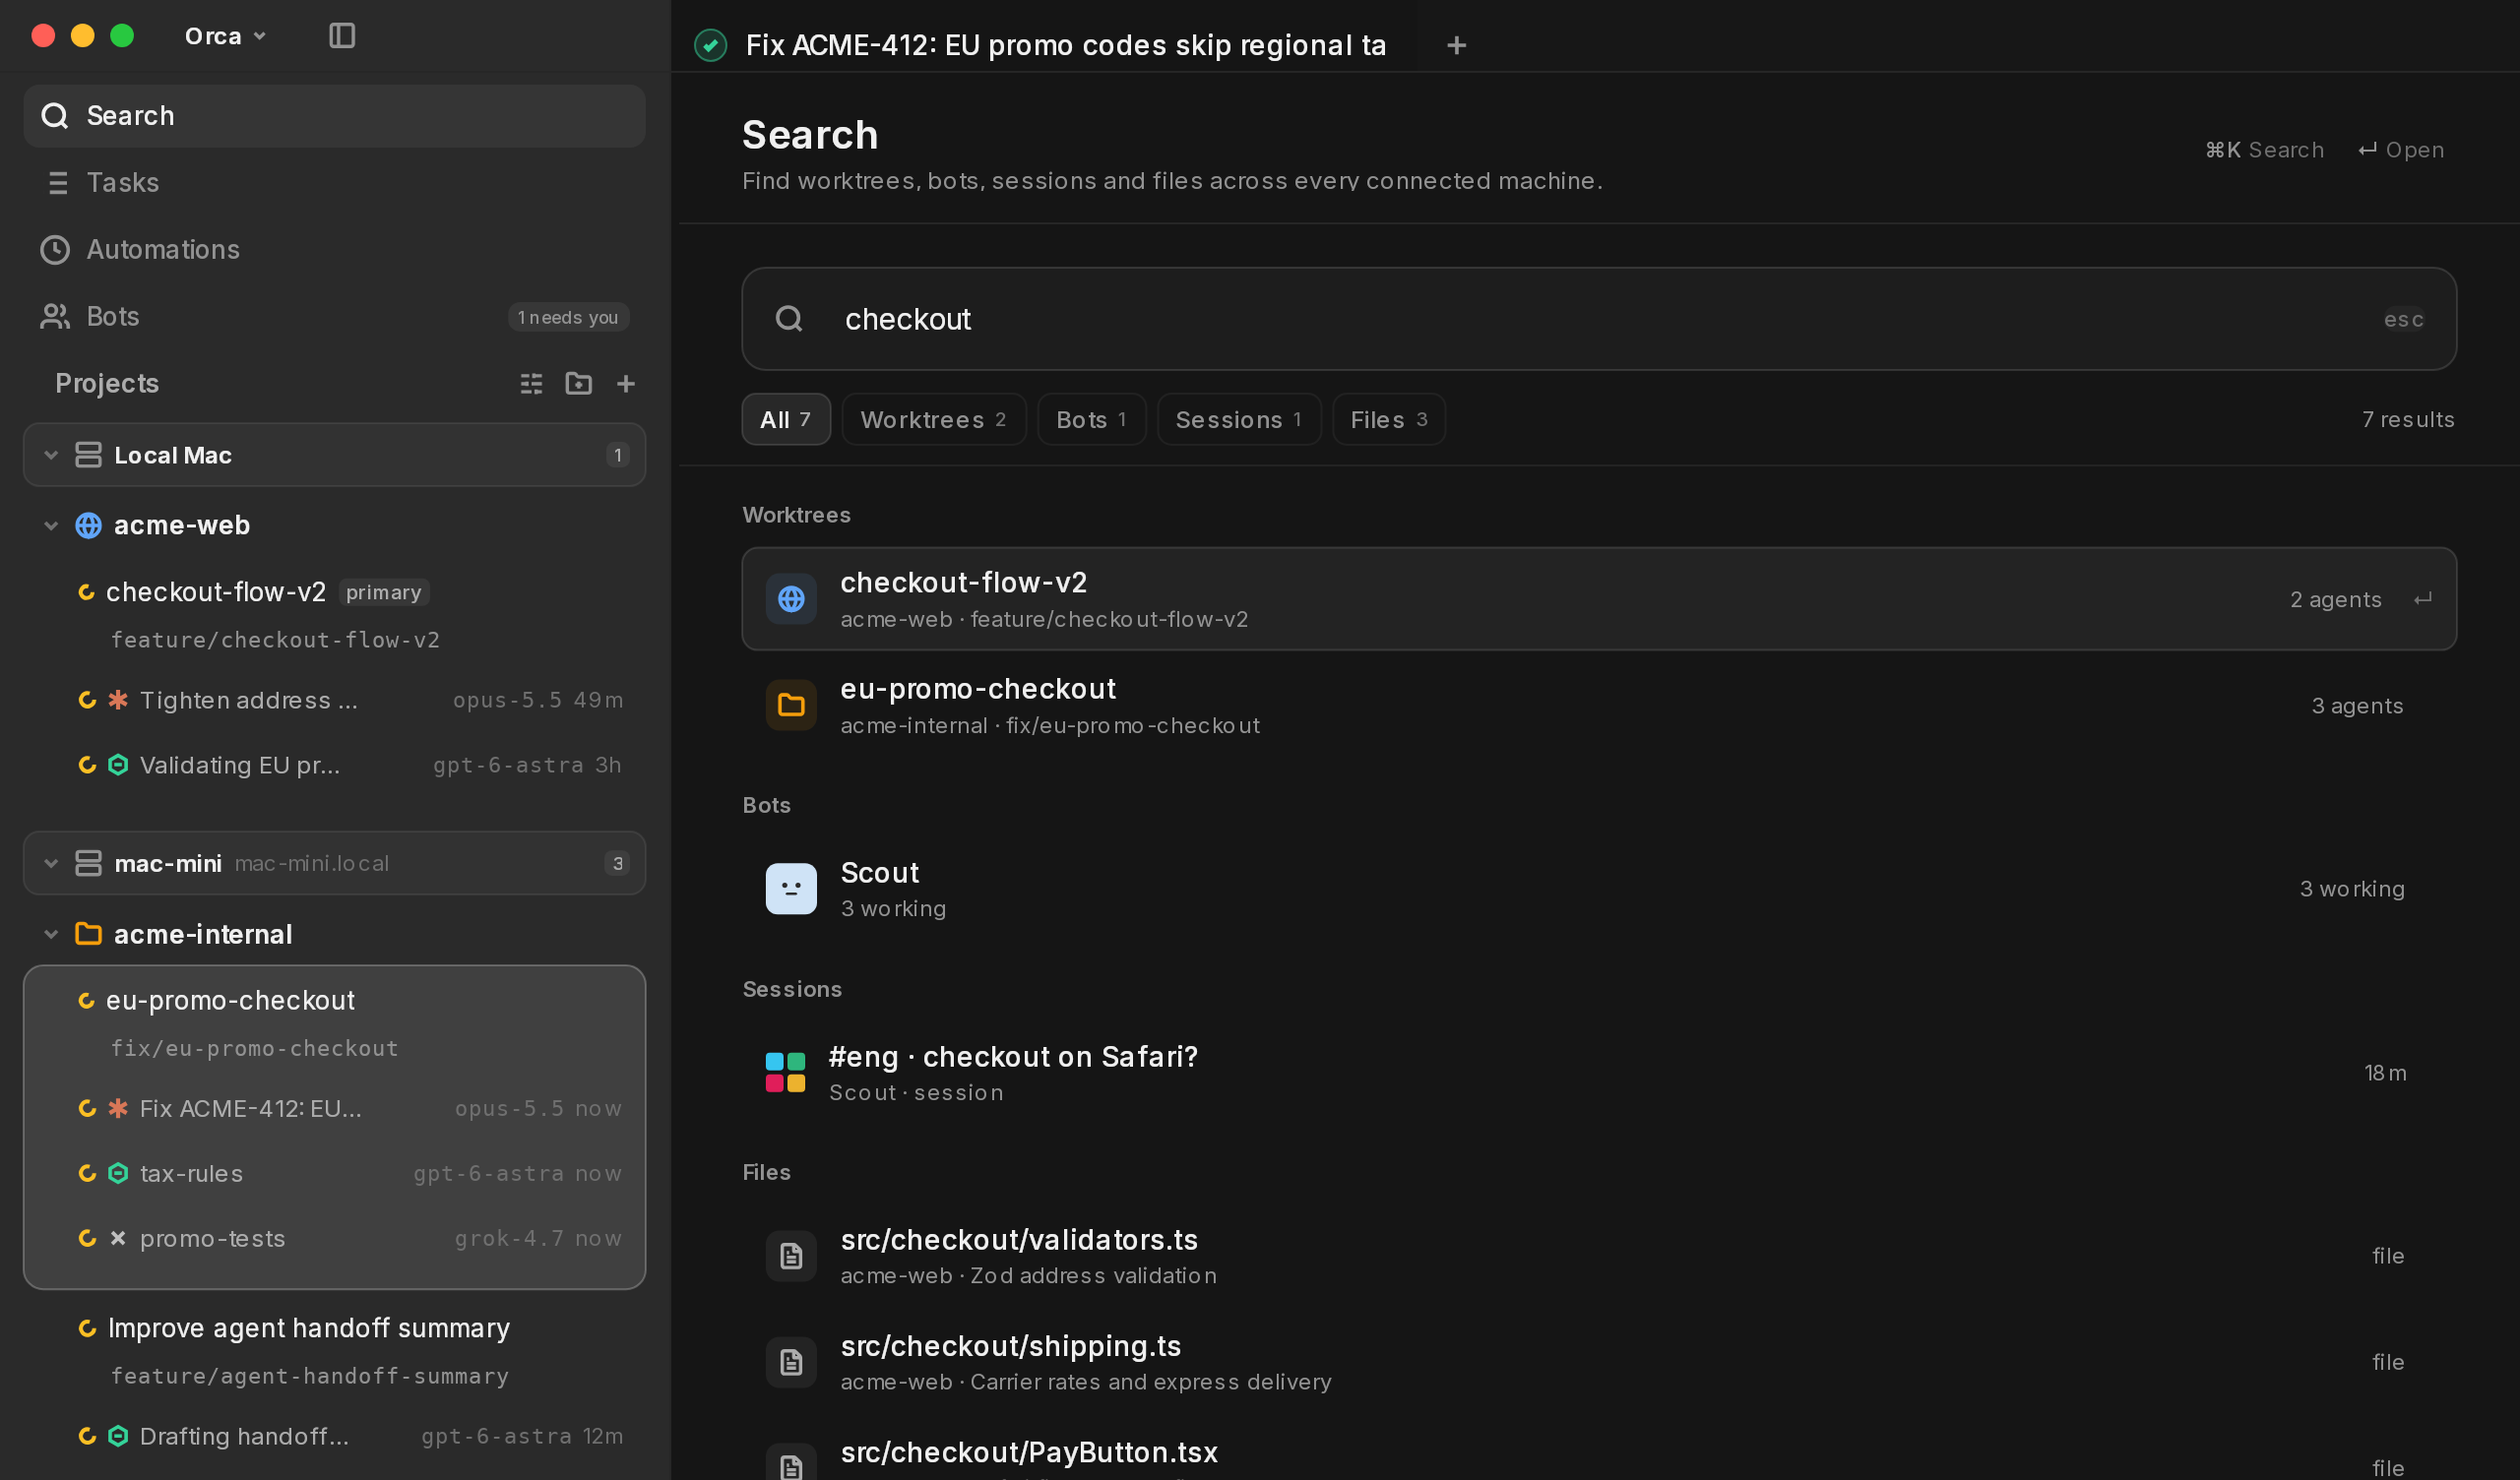 Orca
Search
Tasks
Automations
Bots
1 needs you
Projects
Local Mac
1
acme-web
checkout-flow-v2 primary
feature/checkout-flow-v2
Tighten address ... opus-5.5 49m
Validating EU pr... gpt-6-astra 3h
mac-mini mac-mini.local
3
acme-internal
eu-promo-checkout
fix/eu-promo-checkout
Fix ACME-412: EU... opus-5.5 now
tax-rules gpt-6-astra now
promo-tests grok-4.7 now
Improve agent handoff summary
feature/agent-handoff-summary
Drafting handoff... gpt-6-astra 12m
Fix ACME-412: EU promo codes skip regional ta
Search
⌘K Search ↵ Open
Find worktrees, bots, sessions and files across every connected machine.
checkout
esc
All 7 Worktrees 2 Bots 1 Sessions 1 Files 3
7 results
Worktrees
checkout-flow-v2
acme-web · feature/checkout-flow-v2
2 agents
eu-promo-checkout
acme-internal · fix/eu-promo-checkout
3 agents
Bots
Scout
3 working
3 working
Sessions
#eng · checkout on Safari?
Scout · session
18m
Files
src/checkout/validators.ts
acme-web · Zod address validation
file
src/checkout/shipping.ts
acme-web · Carrier rates and express delivery
file
src/checkout/PayButton.tsx
file